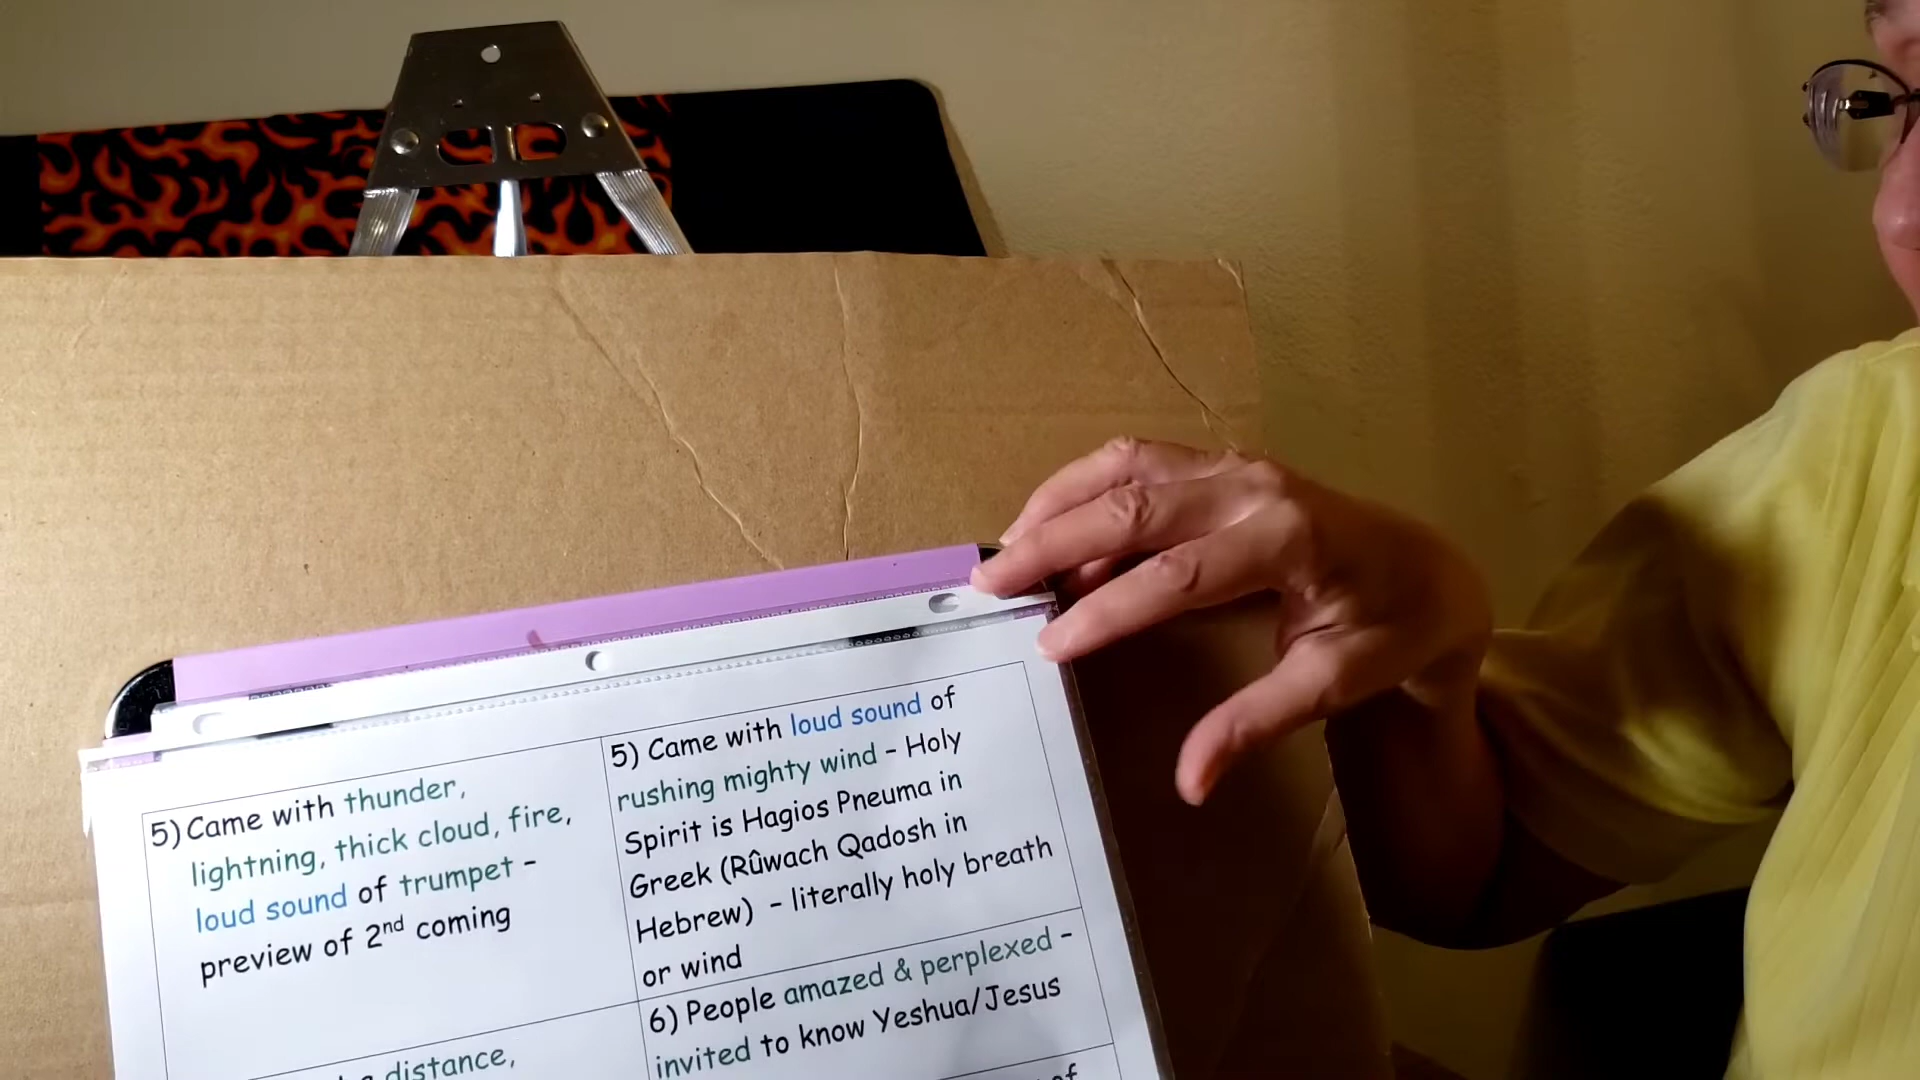 5) Came with thunder,
lightning, thick cloud, fire,
loud sound of trumpet –
preview of 2nd coming
distance,
5) Came with loud sound of
rushing mighty wind – Holy
Spirit is Hagios Pneuma in
Greek (Rûwach Qadosh in
Hebrew) – literally holy breath
or wind
6) People amazed & perplexed –
invited to know Yeshua/Jesus
of